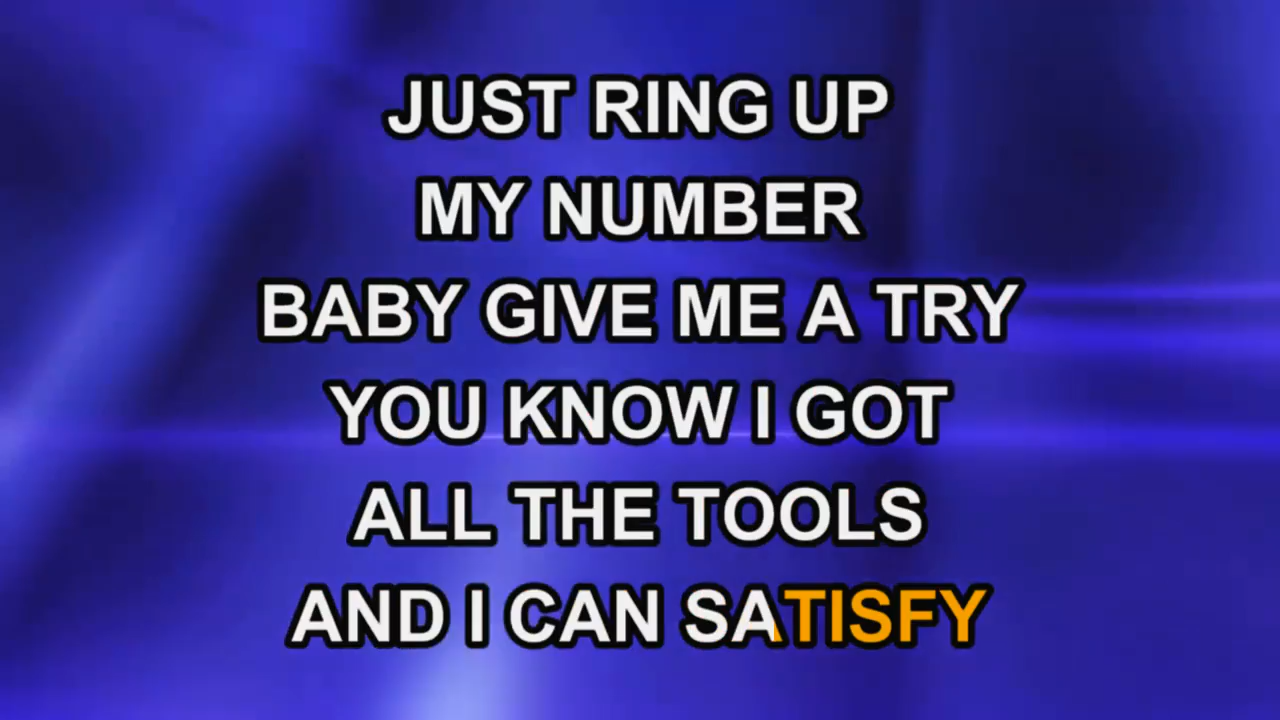 JUST RING UP
MY NUMBER
BABY GIVE ME A TRY
YOU KNOW I GOT
ALL THE TOOLS
AND I CAN SATISFY